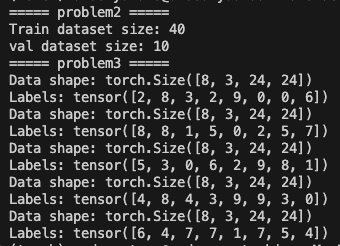 ===== problem2 =====
Train dataset size: 40
val dataset size: 10
===== problem3 =====
Data shape: torch.Size([8, 3, 24, 24])
Labels: tensor([2, 8, 3, 2, 9, 0, 0, 6])
Data shape: torch.Size([8, 3, 24, 24])
Labels: tensor([8, 8, 1, 5, 0, 2, 5, 7])
Data shape: torch.Size([8, 3, 24, 24])
Labels: tensor([5, 3, 0, 6, 2, 9, 8, 1])
Data shape: torch.Size([8, 3, 24, 24])
Labels: tensor([4, 8, 4, 3, 9, 9, 3, 0])
Data shape: torch.Size([8, 3, 24, 24])
Labels: tensor([6, 4, 7, 7, 1, 7, 5, 4])